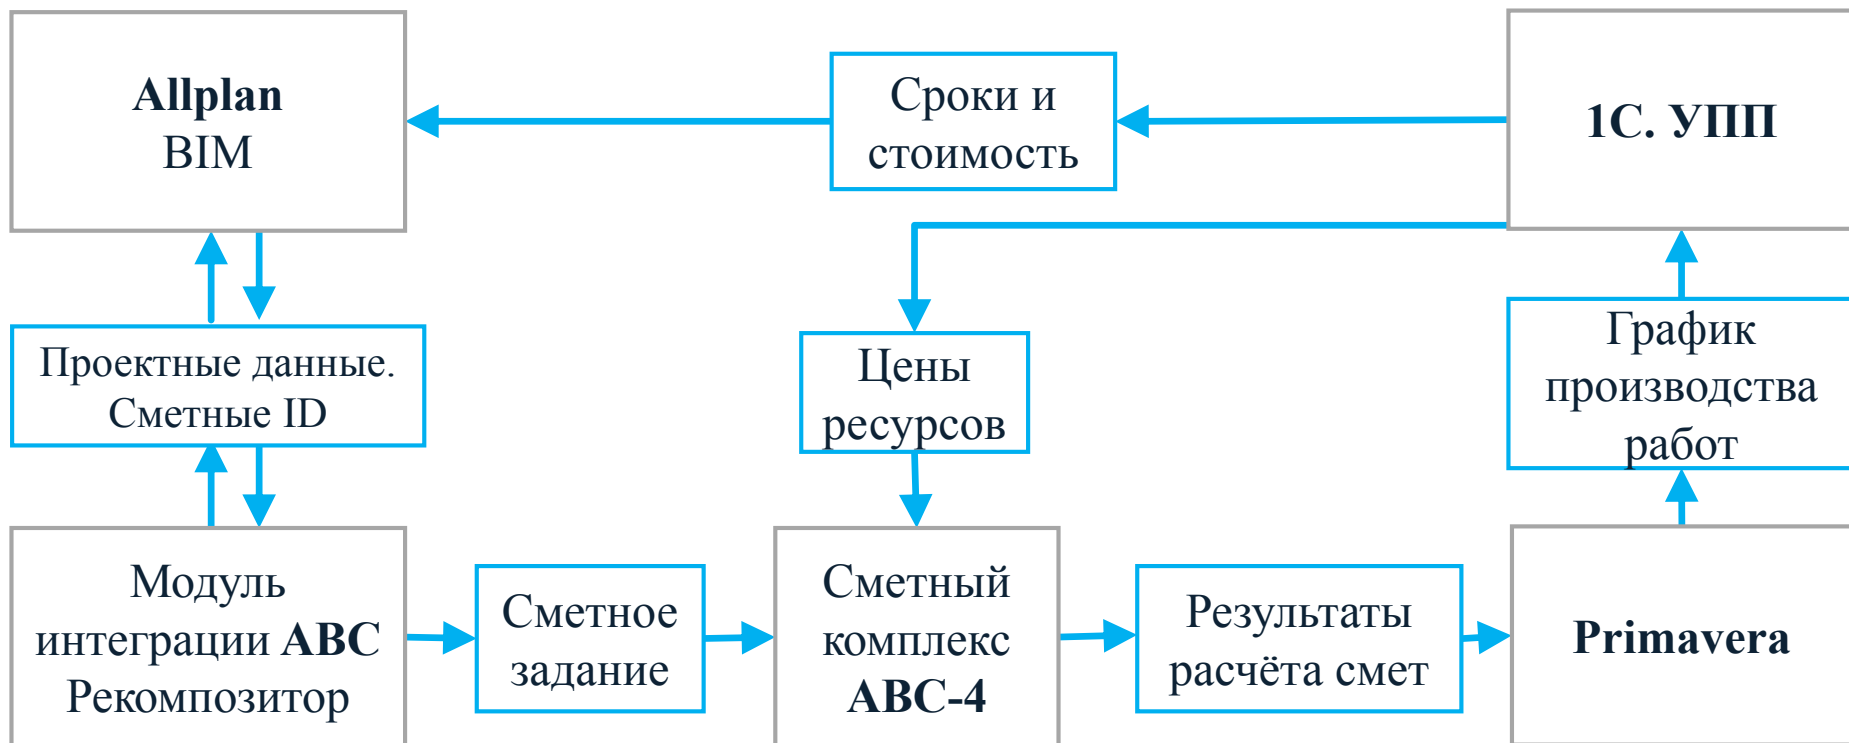 Allplan
BIM
Сроки и
стоимость
1С. УПП
Проектные данные.
Сметные ID
Цены
ресурсов
График
производства
работ
Модуль
интеграции АВС
Рекомпозитор
Сметное
задание
Сметный
комплекс
АВС-4
Результаты
расчёта смет
Primavera